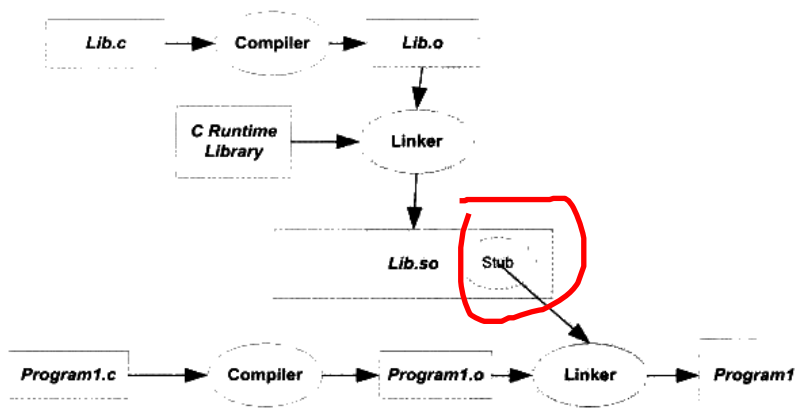 Lib.c
Compiler
Lib.o
C Runtime
Library
Linker
Lib.so
Stub
Program1.c
Compiler
Program1.o
Linker
Program1